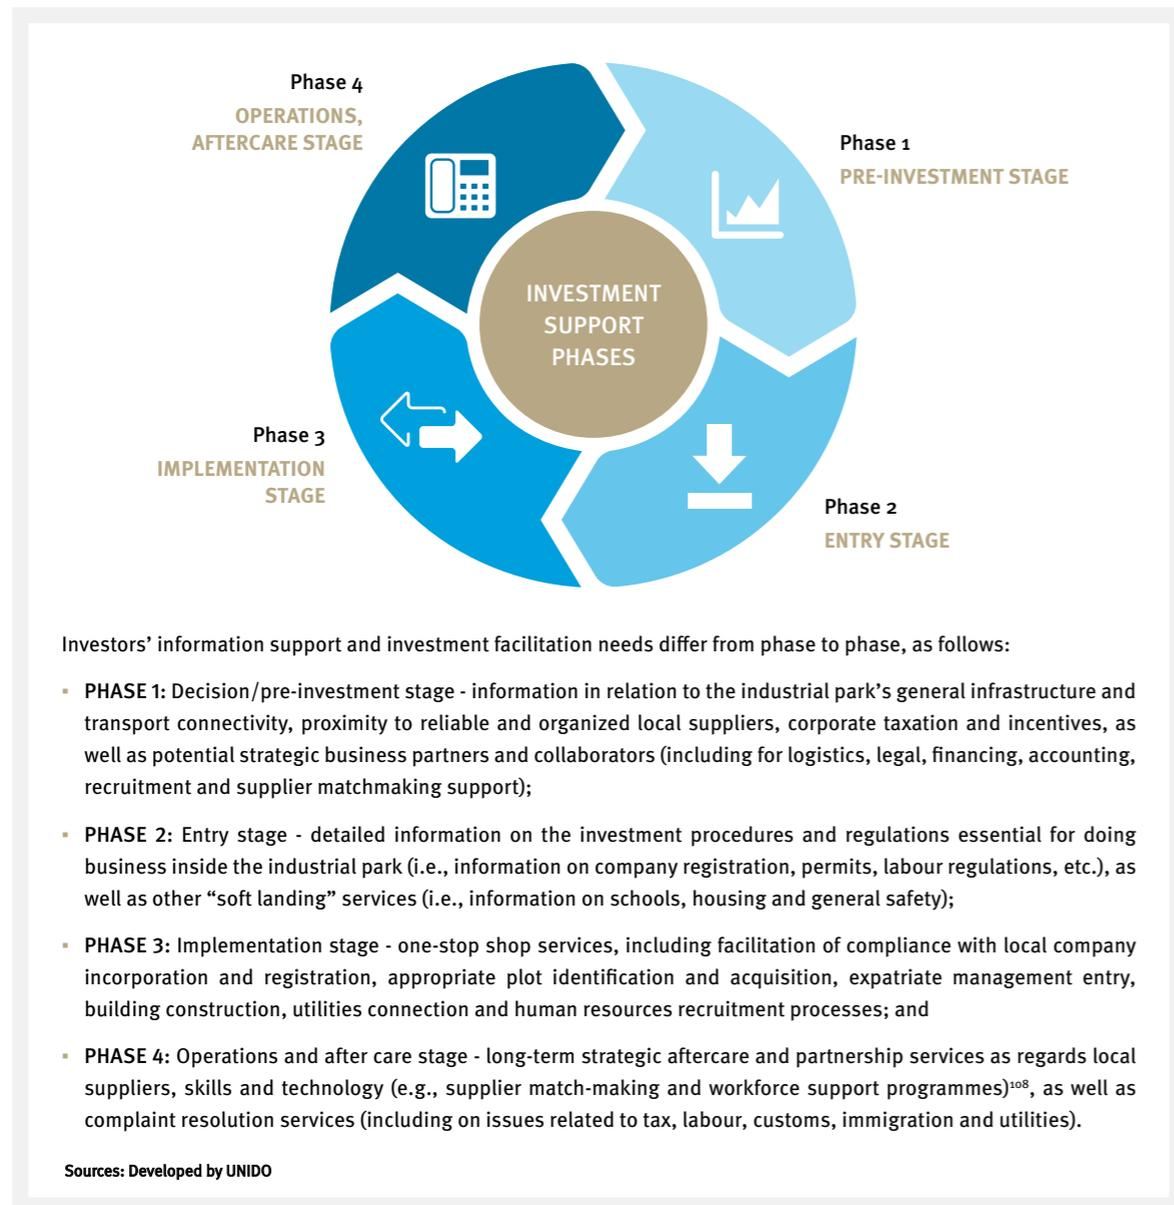 Phase 4
OPERATIONS,
AFTERCARE STAGE
Phase 1
PRE-INVESTMENT STAGE
INVESTMENT
SUPPORT
PHASES
Phase 3
IMPLEMENTATION
STAGE
Phase 2
ENTRY STAGE
Investors’ information support and investment facilitation needs differ from phase to phase, as follows:
▪ PHASE 1: Decision/pre-investment stage - information in relation to the industrial park’s general infrastructure and
transport connectivity, proximity to reliable and organized local suppliers, corporate taxation and incentives, as
well as potential strategic business partners and collaborators (including for logistics, legal, financing, accounting,
recruitment and supplier matchmaking support);
▪ PHASE 2: Entry stage - detailed information on the investment procedures and regulations essential for doing
business inside the industrial park (i.e., information on company registration, permits, labour regulations, etc.), as
well as other “soft landing” services (i.e., information on schools, housing and general safety);
▪ PHASE 3: Implementation stage - one-stop shop services, including facilitation of compliance with local company
incorporation and registration, appropriate plot identification and acquisition, expatriate management entry,
building construction, utilities connection and human resources recruitment processes; and
▪ PHASE 4: Operations and after care stage - long-term strategic aftercare and partnership services as regards local
suppliers, skills and technology (e.g., supplier match-making and workforce support programmes)¹⁰⁸, as well as
complaint resolution services (including on issues related to tax, labour, customs, immigration and utilities).
Sources: Developed by UNIDO